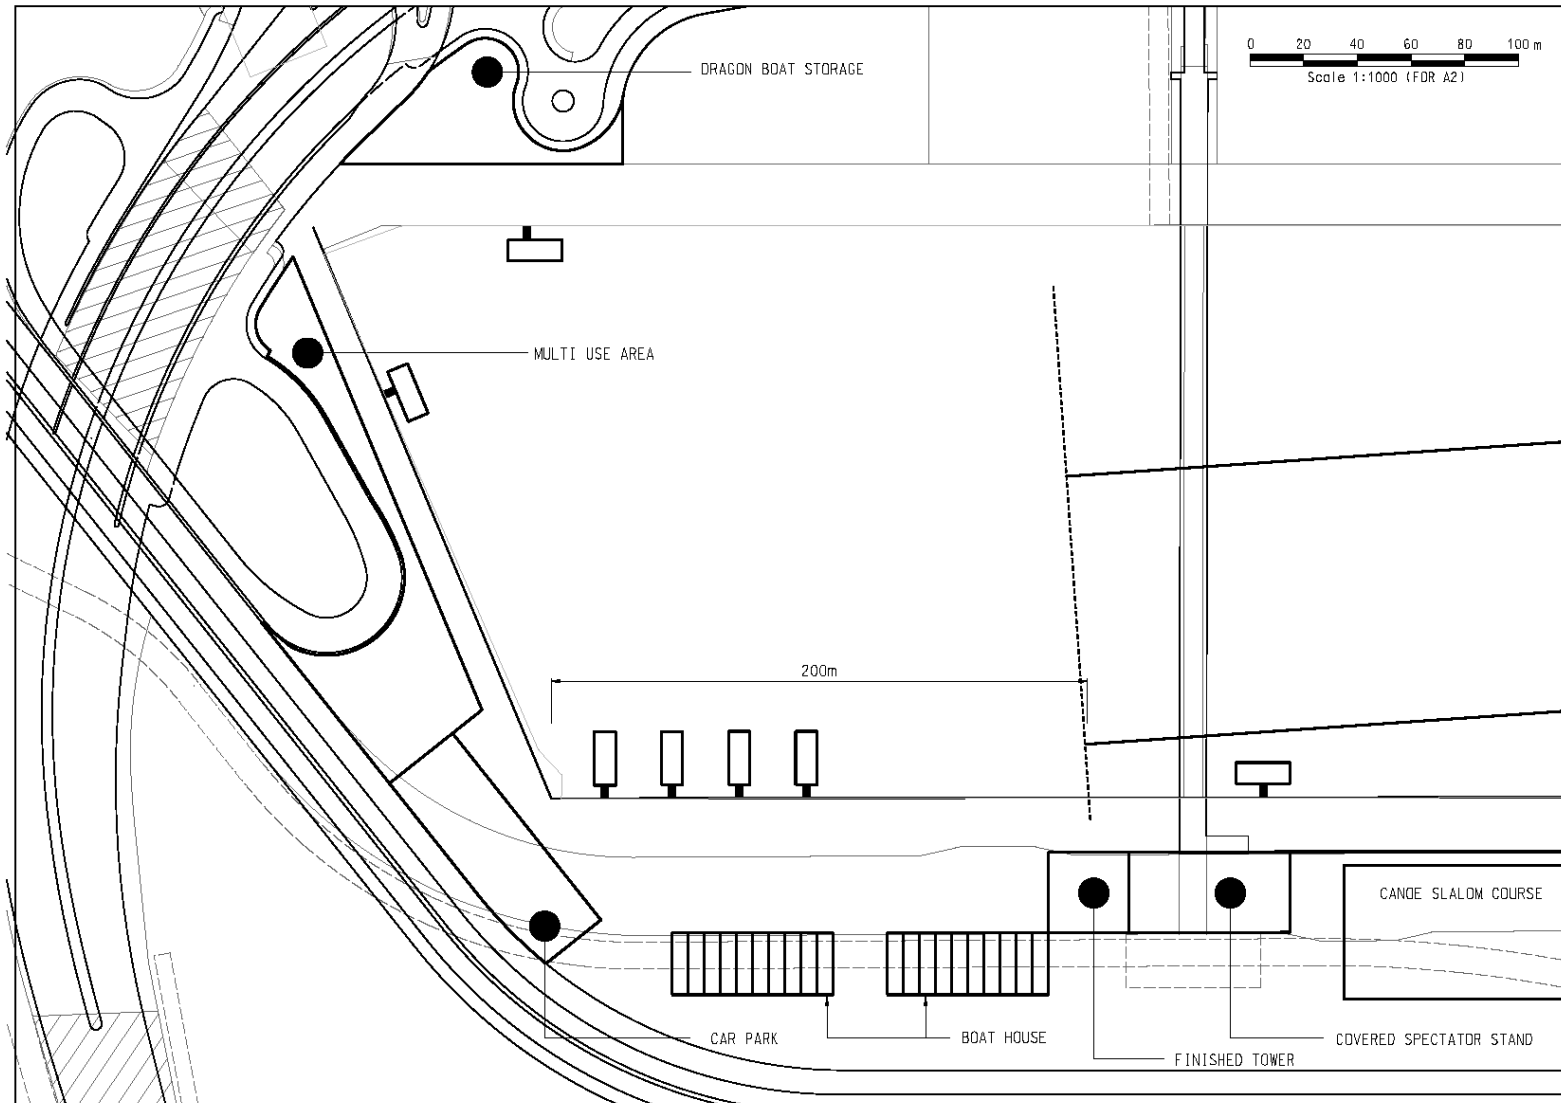 0 20 40 60 80 100 m
Scale 1:1000 (FOR A2)
DRAGON BOAT STORAGE
MULTI USE AREA
200m
CANOE SLALOM COURSE
CAR PARK
BOAT HOUSE
COVERED SPECTATOR STAND
FINISHED TOWER